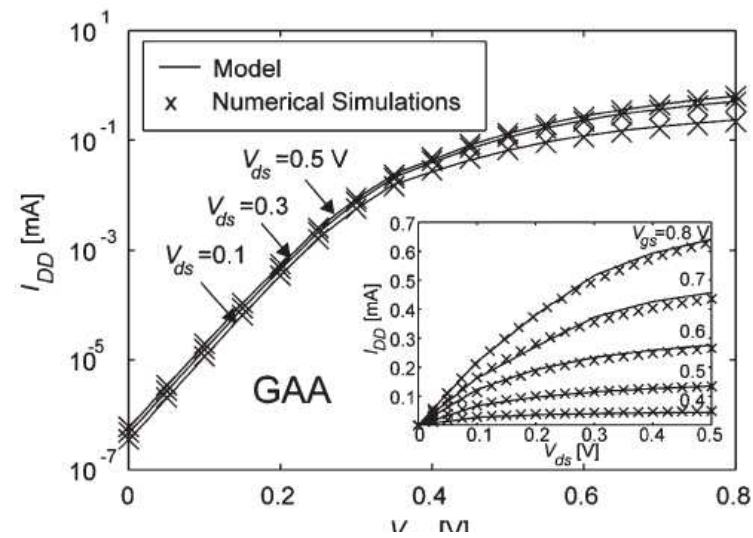 10^1
10^-1
10^-3
10^-5
10^-7
I_DD [mA]
Model
Numerical Simulations
V_ds=0.5 V
V_ds=0.3
V_ds=0.1
GAA
0.7
0.6
0.5
0.4
0.3
0.2
0.1
I_DD [mA]
V_gs=0.8 V
0.7
0.6
0.5
0.4
0 0.1 0.2 0.3 0.4 0.5
V_ds [V]
0 0.2 0.4 0.6 0.8
[V]